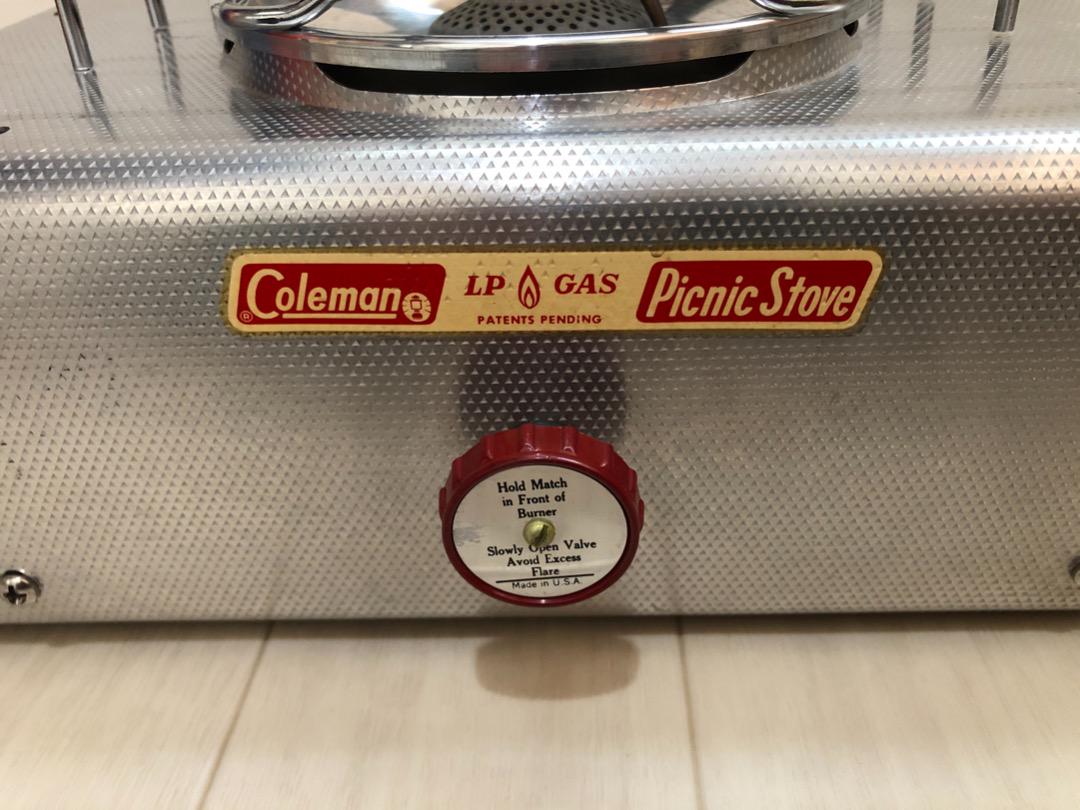 Coleman ® LP GAS Picnic Stove
PATENTS PENDING
Hold Match
in Front of
Burner
Slowly Open Valve
Avoid Excess
Flare
Made in U.S.A.